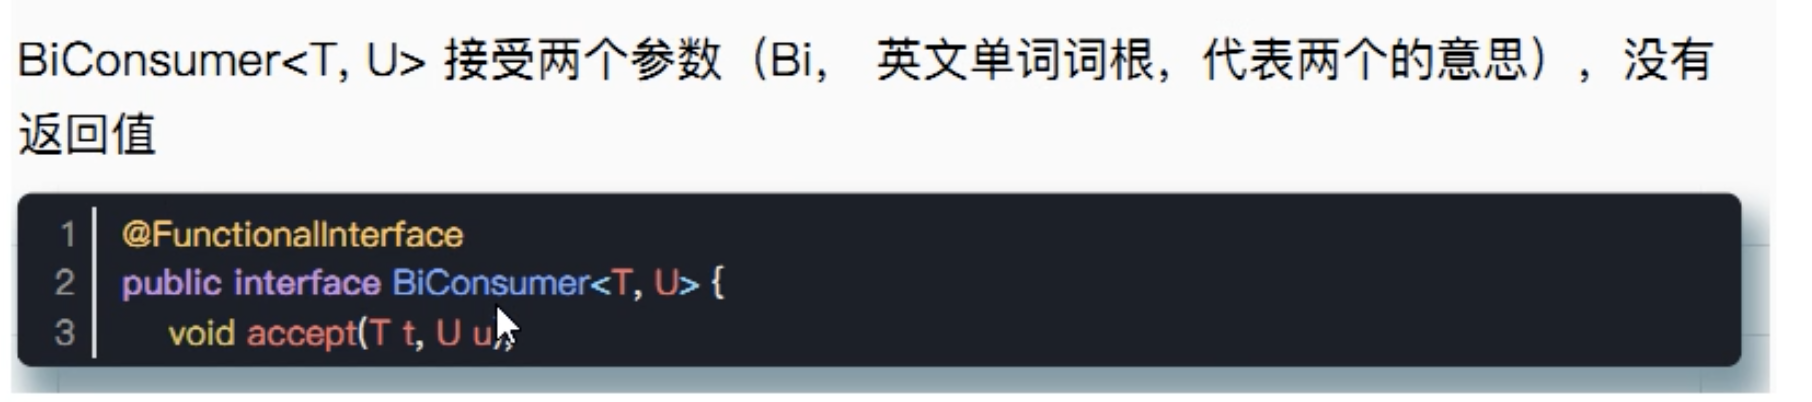 BiConsumer<T, U> 接受两个参数（Bi， 英文单词词根，代表两个的意思），没有
返回值
1 @FunctionalInterface
2 public interface BiConsumer<T, U> {
3 void accept(T t, U u);